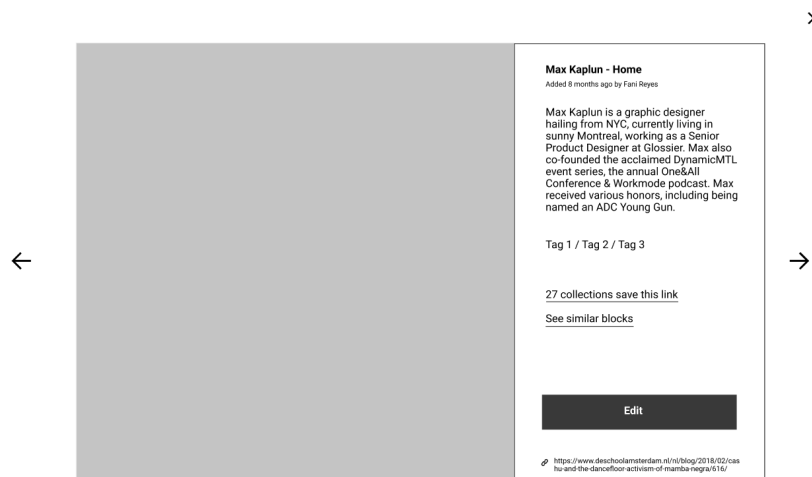 Max Kaplun - Home
Added 8 months ago by Fani Reyes
Max Kaplun is a graphic designer
hailing from NYC, currently living in
sunny Montreal, working as a Senior
Product Designer at Glossier. Max also
co-founded the acclaimed DynamicMTL
event series, the annual One&All
Conference & Workmode podcast. Max
received various honors, including being
named an ADC Young Gun.
Tag 1 / Tag 2 / Tag 3
27 collections save this link
See similar blocks
Edit
https://www.deschoolamsterdam.nl/nl/blog/2018/02/cas
hu-and-the-dancefloor-activism-of-mamba-negra/616/